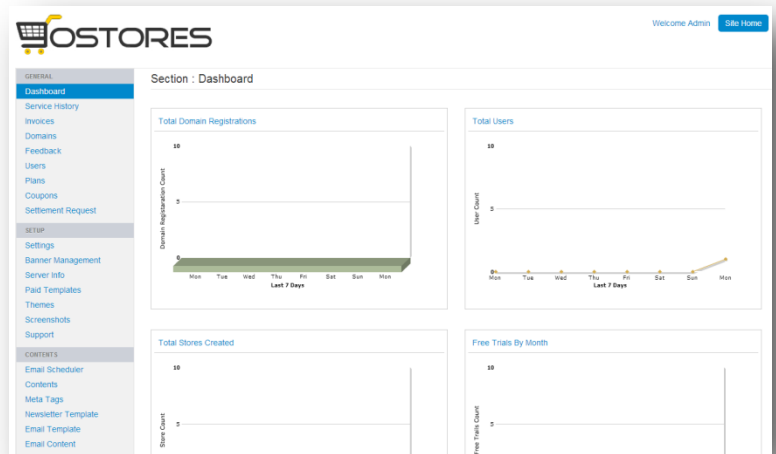 OSTORES
Welcome Admin
Site Home
GENERAL
Dashboard
Service History
Invoices
Domains
Feedback
Users
Plans
Coupons
Settlement Request
SETUP
Settings
Banner Management
Server Info
Paid Templates
Themes
Screenshots
Support
CONTENTS
Email Scheduler
Contents
Meta Tags
Newsletter Template
Email Template
Email Content
Section : Dashboard
Total Domain Registrations
10
5
0
Domain Registaration Count
Mon Tue Wed Thu Fri Sat Sun Mon
Last 7 Days
Total Users
10
5
0
User Count
Mon Tue Wed Thu Fri Sat Sun Mon
Last 7 Days
Total Stores Created
10
5
Store Count
Free Trials By Month
10
5
Free Trails Count